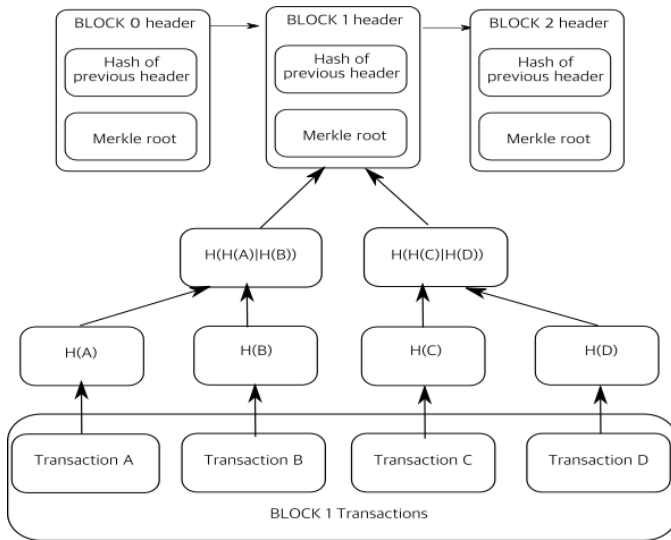 BLOCK 0 header
BLOCK 1 header
BLOCK 2 header
Hash of
previous header
Hash of
previous header
Hash of
previous header
Merkle root
Merkle root
Merkle root
H(H(A)|H(B))
H(H(C)|H(D))
H(A)
H(B)
H(C)
H(D)
Transaction A
Transaction B
Transaction C
Transaction D
BLOCK 1 Transactions